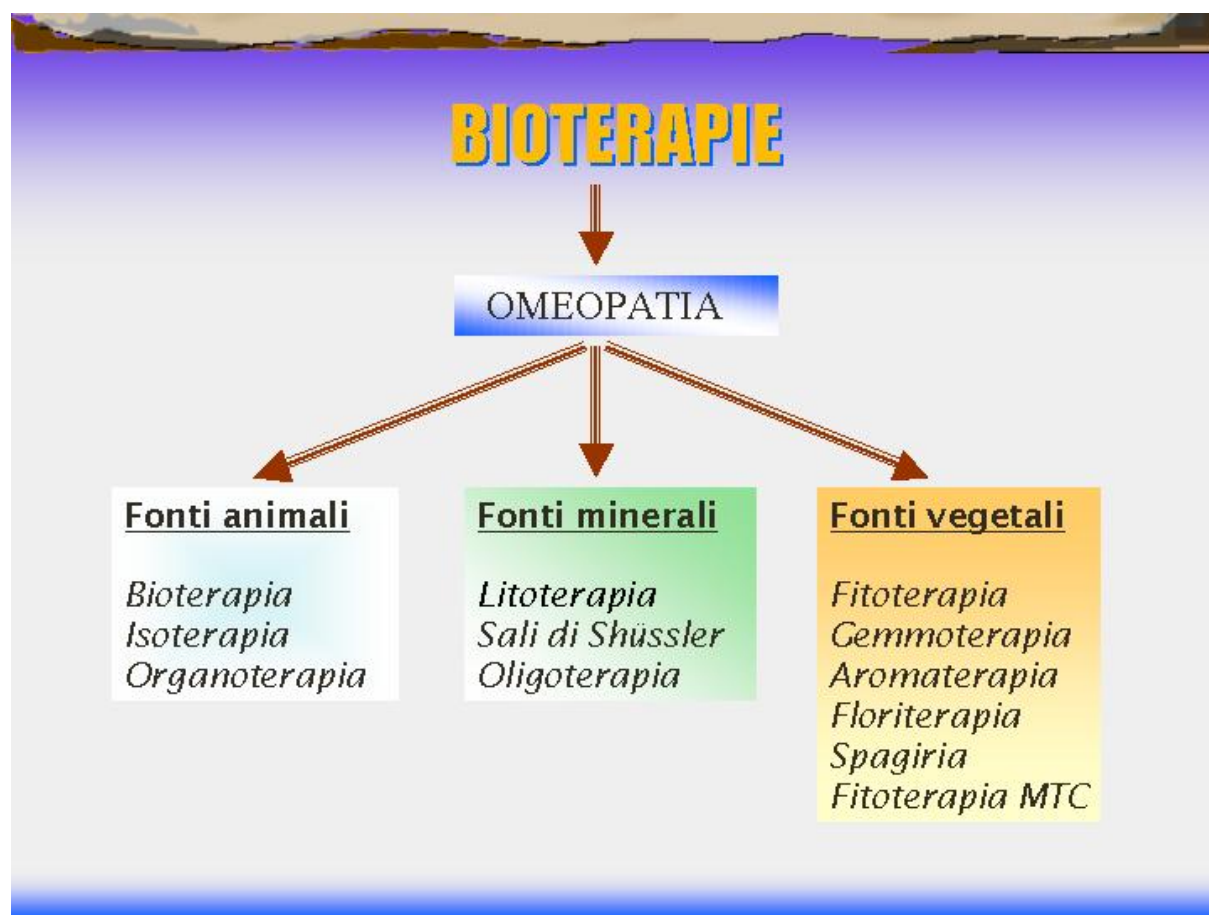 BIOTERAPIE
OMEOPATIA
Fonti animali
Bioterapia
Isoterapia
Organoterapia
Fonti minerali
Litoterapia
Sali di Shüssler
Oligoterapia
Fonti vegetali
Fitoterapia
Gemmoterapia
Aromaterapia
Floriterapia
Spagiria
Fitoterapia MTC